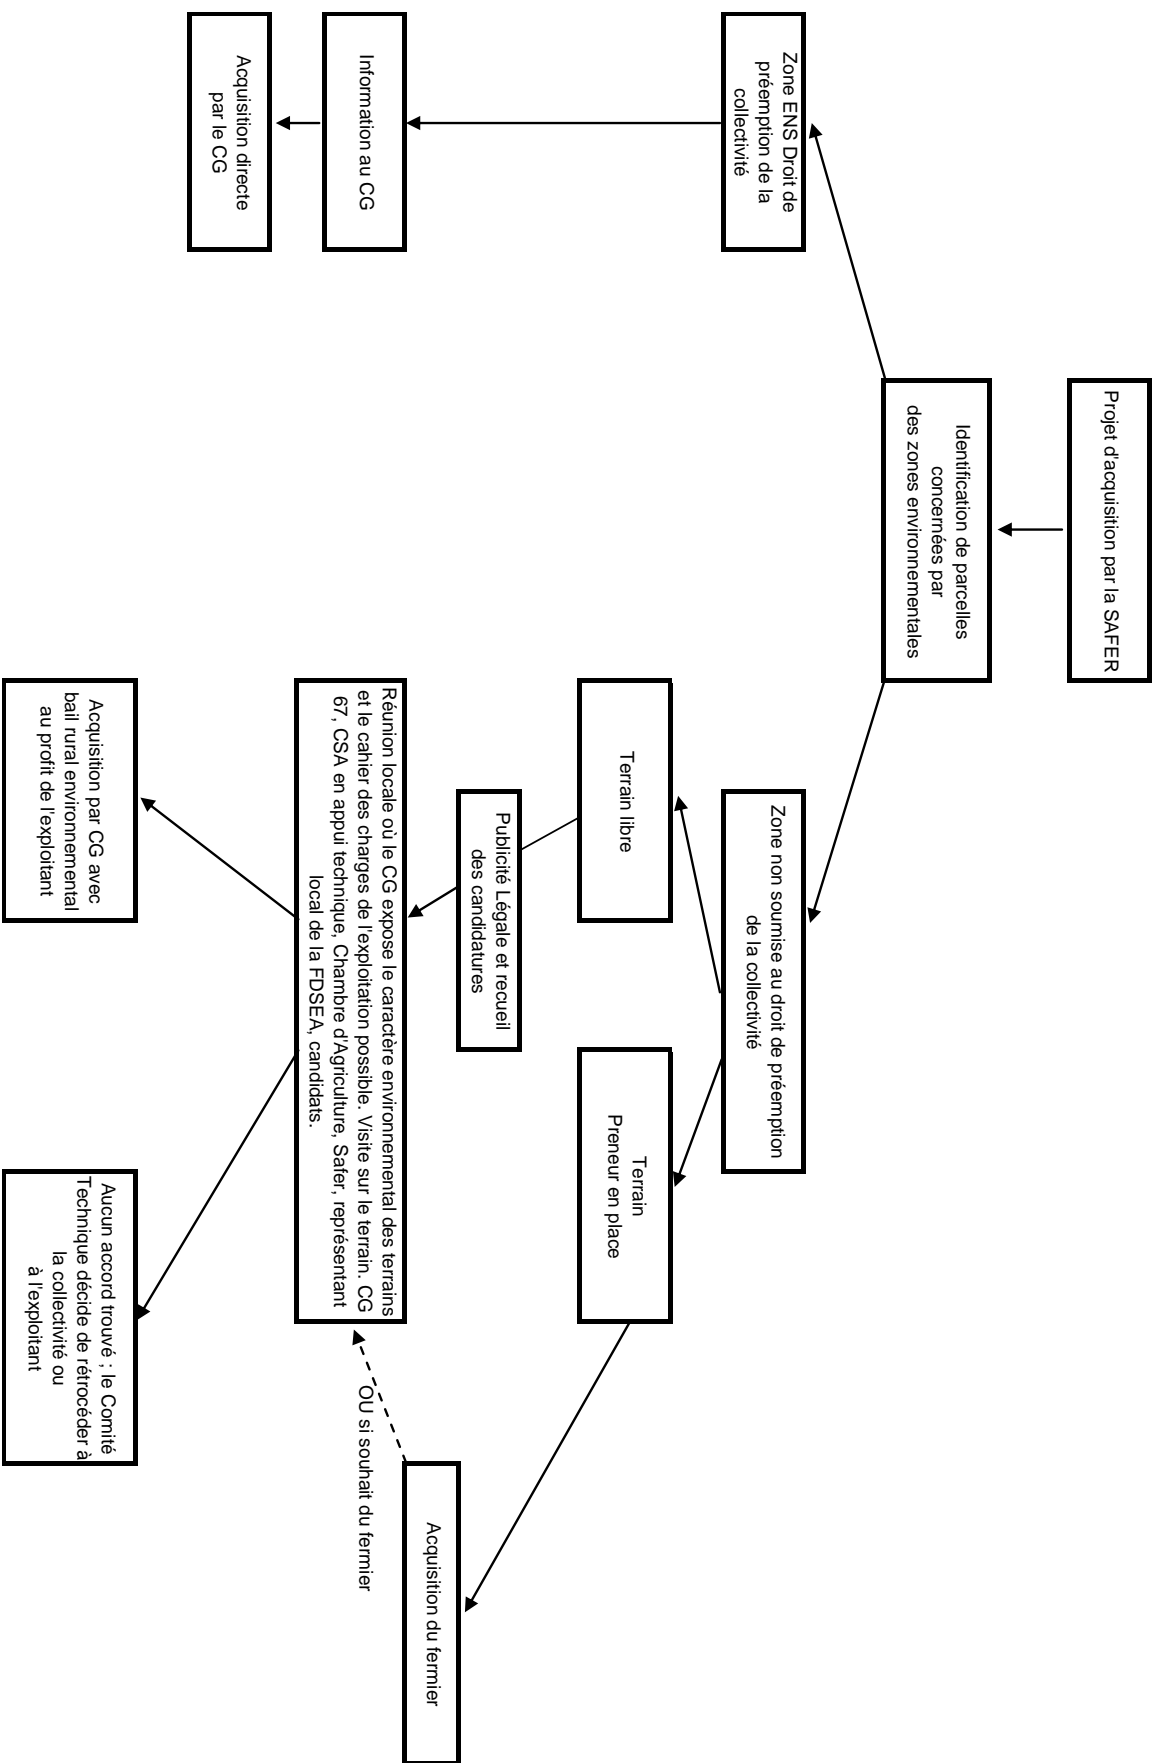 Projet d'acquisition par la SAFER
Identification de parcelles
concernées par
des zones environnementales
Zone ENS Droit de
préemption de la
collectivité
Zone non soumise au droit de préemption
de la collectivité
Terrain libre
Terrain
Preneur en place
Publicité Légale et recueil
des candidatures
Information au CG
Acquisition du fermier
Réunion locale où le CG expose le caractère environnemental des terrains
et le cahier des charges de l'exploitation possible. Visite sur le terrain. CG
67, CSA en appui technique, Chambre d'Agriculture, Safer, représentant
local de la FDSEA, candidats.
OU si souhait du fermier
Acquisition directe
par le CG
Acquisition par CG avec
bail rural environnemental
au profit de l'exploitant
Aucun accord trouvé ; le Comité
Technique décide de rétrocéder à
la collectivité ou
à l'exploitant